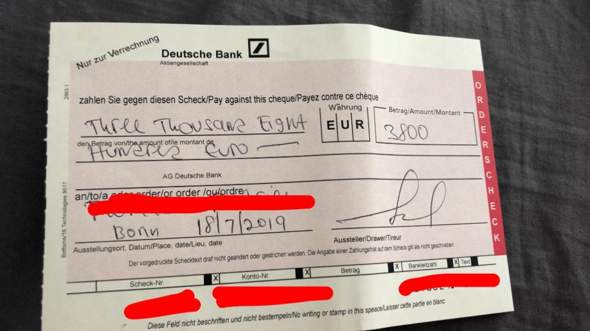 Nur zur Verrechnung
Deutsche Bank
Aktiengesellschaft
zahlen Sie gegen diesen Scheck/Pay against this cheque/Payez contre ce chèque
Währung
Betrag/Amount/Montant
Three Thousand Eight
EUR
3800
den Betrag von/the amount of/le montant de
Hundred Euro
AG Deutsche Bank
an/to/a order/or order /ou/ordre
Bonn 18/7/2019
Ausstellungsort, Datum/Place, date/Lieu, date
Aussteller/Drawer/Tireur
Der vorgedruckte Schecktext darf nicht geändert oder gestrichen werden. Die Angabe einer Zahlungsfrist auf dem Scheck gilt als nicht geschrieben.
Scheck-Nr. X Konto-Nr X Betrag X Bankleitzahl X Text
Diese Feld nicht beschriften und nicht bestempeln/No writing or stamp in this speace/Laisser cette partie en blanc
ORDERSCHECK